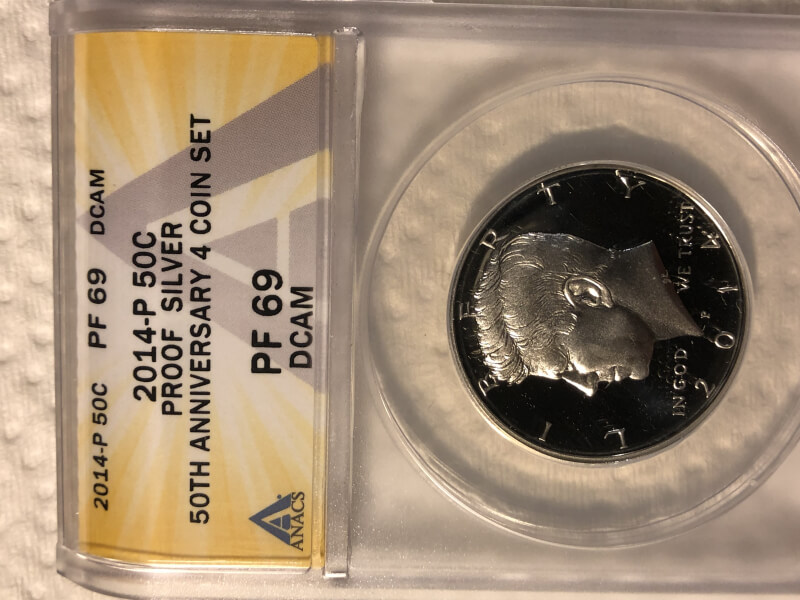 2014-P 50C PF 69 DCAM
2014-P 50C
PROOF SILVER
50TH ANNIVERSARY 4 COIN SET
PF 69
DCAM
ANACS
LIBERTY
IN GOD WE TRUST
P
2014